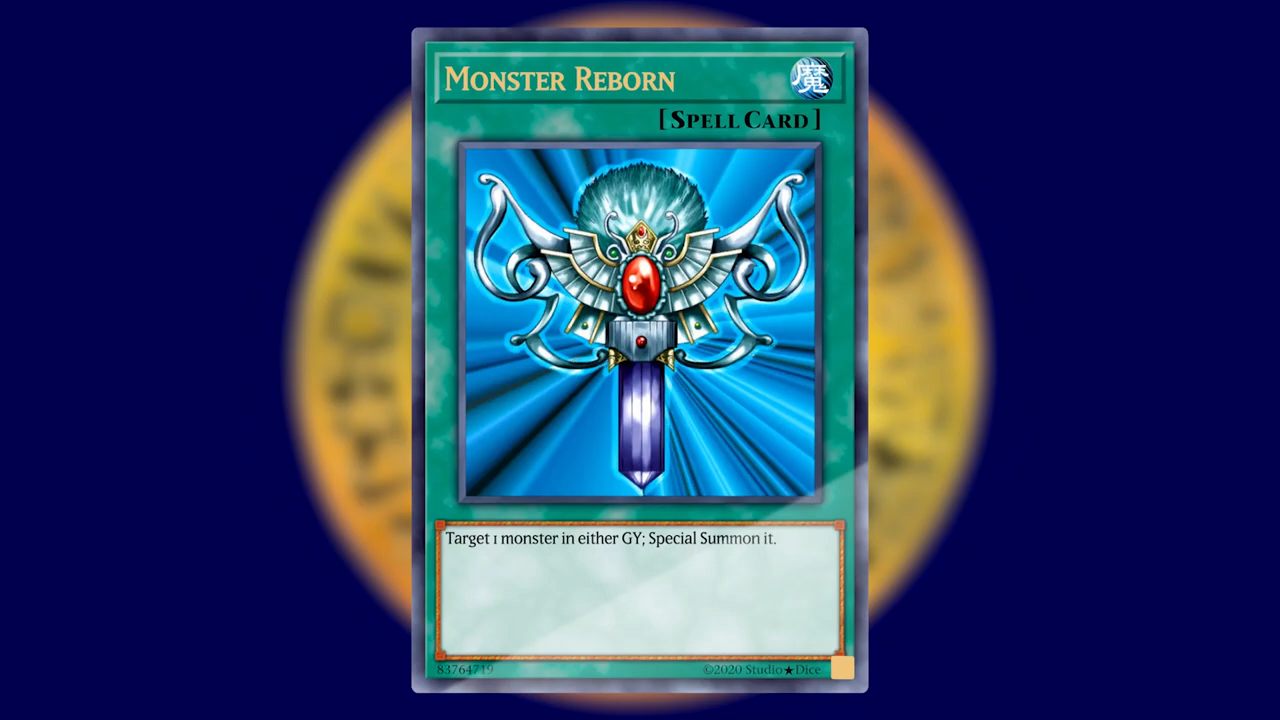 Monster Reborn 魔
[Spell Card]
Target 1 monster in either GY; Special Summon it.
83764719 ©2020 Studio★Dice